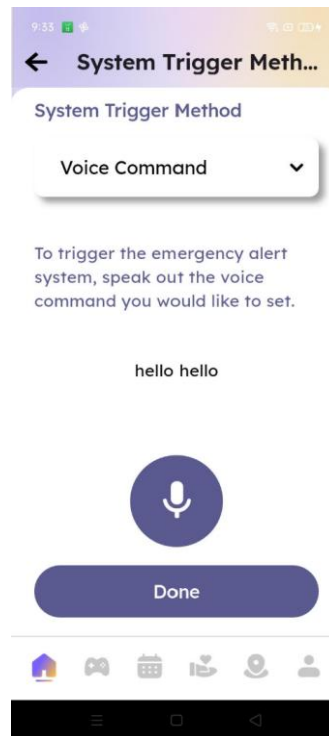 9:33
System Trigger Meth...
System Trigger Method
Voice Command
To trigger the emergency alert
system, speak out the voice
command you would like to set.
hello hello
Done